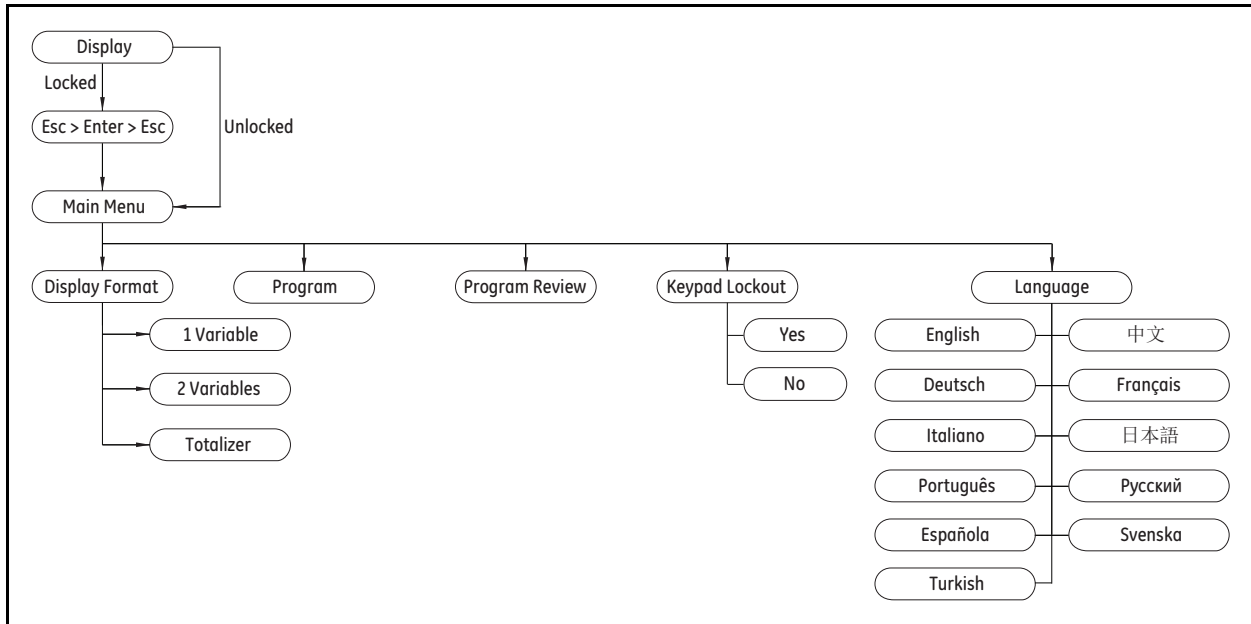 Display
Locked
Esc > Enter > Esc
Unlocked
Main Menu
Display Format
Program
Program Review
Keypad Lockout
Language
1 Variable
2 Variables
Totalizer
Yes
No
English
中文
Deutsch
Français
Italiano
日本語
Português
Русский
Española
Svenska
Turkish